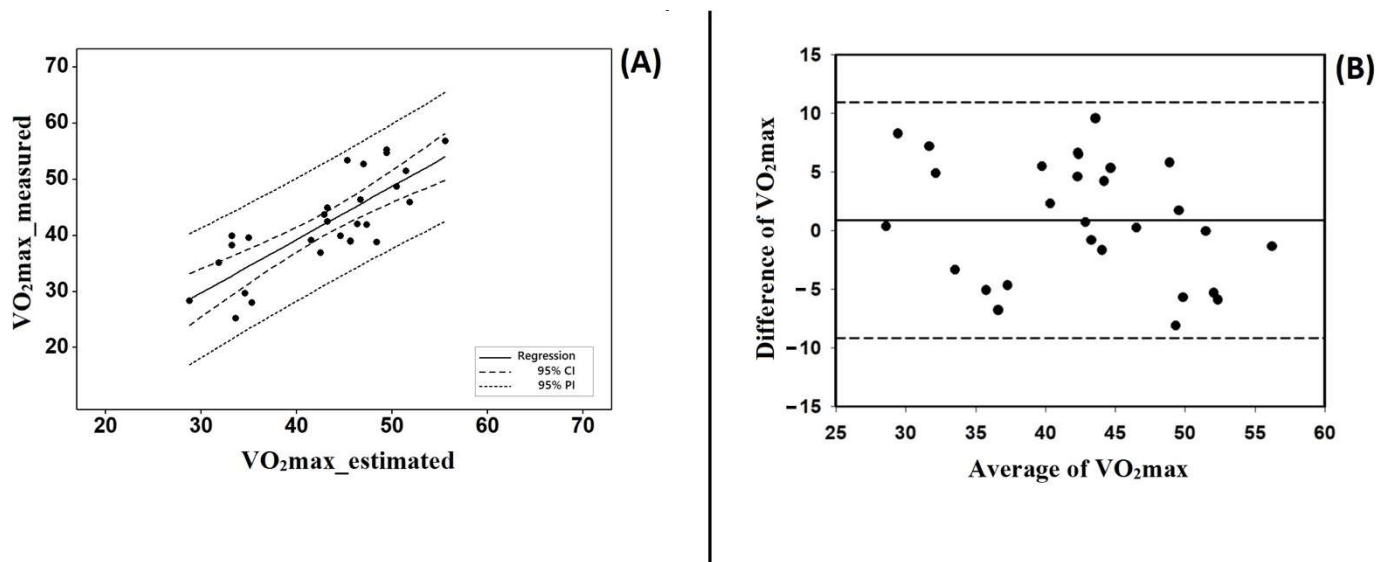 (A)
VO₂max_measured
70
60
50
40
30
20
Regression
95% CI
95% PI
20 30 40 50 60 70
VO₂max_estimated
(B)
Difference of VO₂max
15
10
5
0
−5
−10
−15
25 30 35 40 45 50 55 60
Average of VO₂max